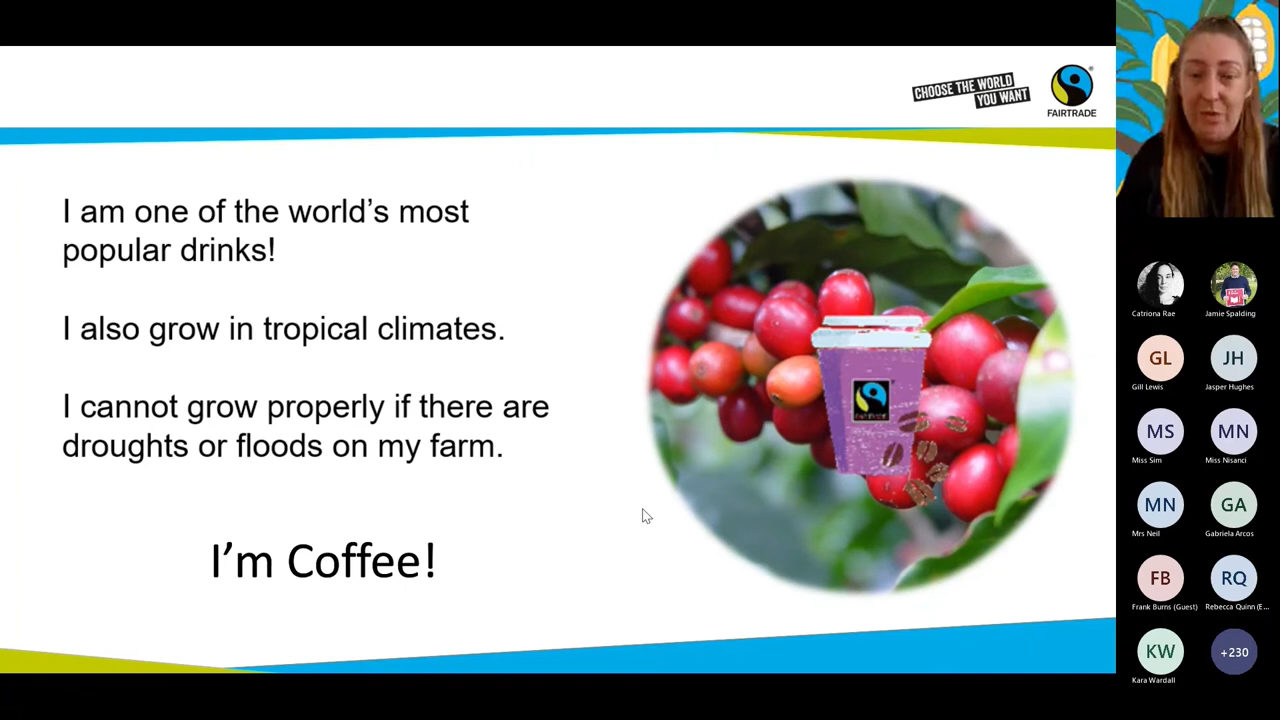 CHOOSE THE WORLD
YOU WANT
FAIRTRADE
I am one of the world's most
popular drinks!
I also grow in tropical climates.
I cannot grow properly if there are
droughts or floods on my farm.
I'm Coffee!
FAIRTRADE
Catriona Rae
Jamie Spalding
GL
JH
Gill Lewis
Jasper Hughes
MS
MN
Miss Sim
Miss Nisanci
MN
GA
Mrs Neil
Gabriela Arcos
FB
RQ
Frank Burns (Guest)
Rebecca Quinn (E...
KW
+230
Kara Wardall